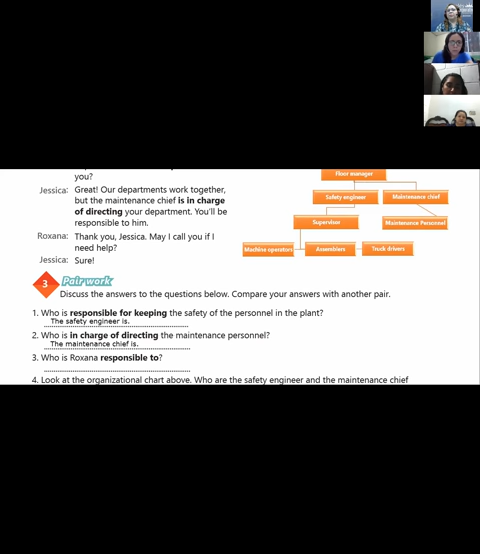 you?
Jessica: Great! Our departments work together,
but the maintenance chief is in charge
of directing your department. You'll be
responsible to him.
Roxana: Thank you, Jessica. May I call you if I
need help?
Jessica: Sure!
Floor manager
Safety engineer
Maintenance chief
Supervisor
Maintenance Personnel
Machine operators
Assemblers
Truck drivers
3 Pair work
Discuss the answers to the questions below. Compare your answers with another pair.
1. Who is responsible for keeping the safety of the personnel in the plant?
The safety engineer is.
2. Who is in charge of directing the maintenance personnel?
The maintenance chief is.
3. Who is Roxana responsible to?
4. Look at the organizational chart above. Who are the safety engineer and the maintenance chief